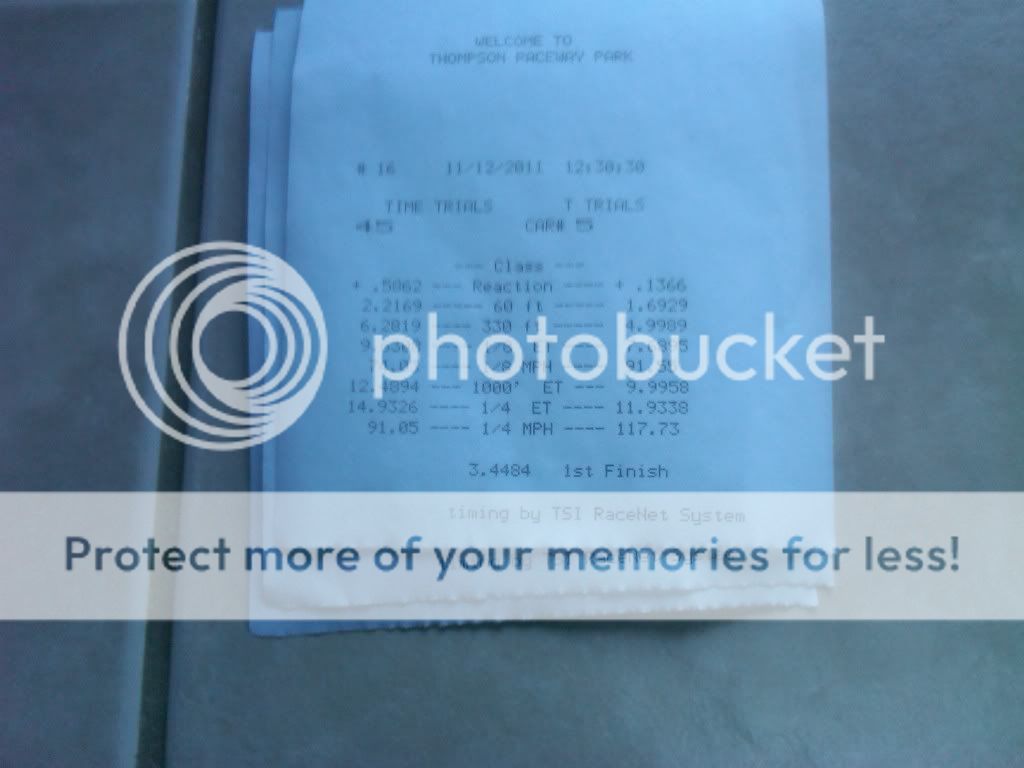 WELCOME TO
THOMPSON RACEWAY PARK
# 16 11/12/2011 12:30:30
TIME TRIALS T TRIALS
45 CAR# 5
--- Class ---
+ .5062 --- Reaction ---- + .1366
2.2169 ----- 60 ft ----- 1.6929
6.2819 ---- 330 ft ----- 4.9989
MPH
1000' ET --- 9.9958
14.9326 ---- 1/4 ET ---- 11.9338
91.05 ---- 1/4 MPH ---- 117.73
3.4484 1st Finish
timing by TSI RaceNet System
photobucket
Protect more of your memories for less!